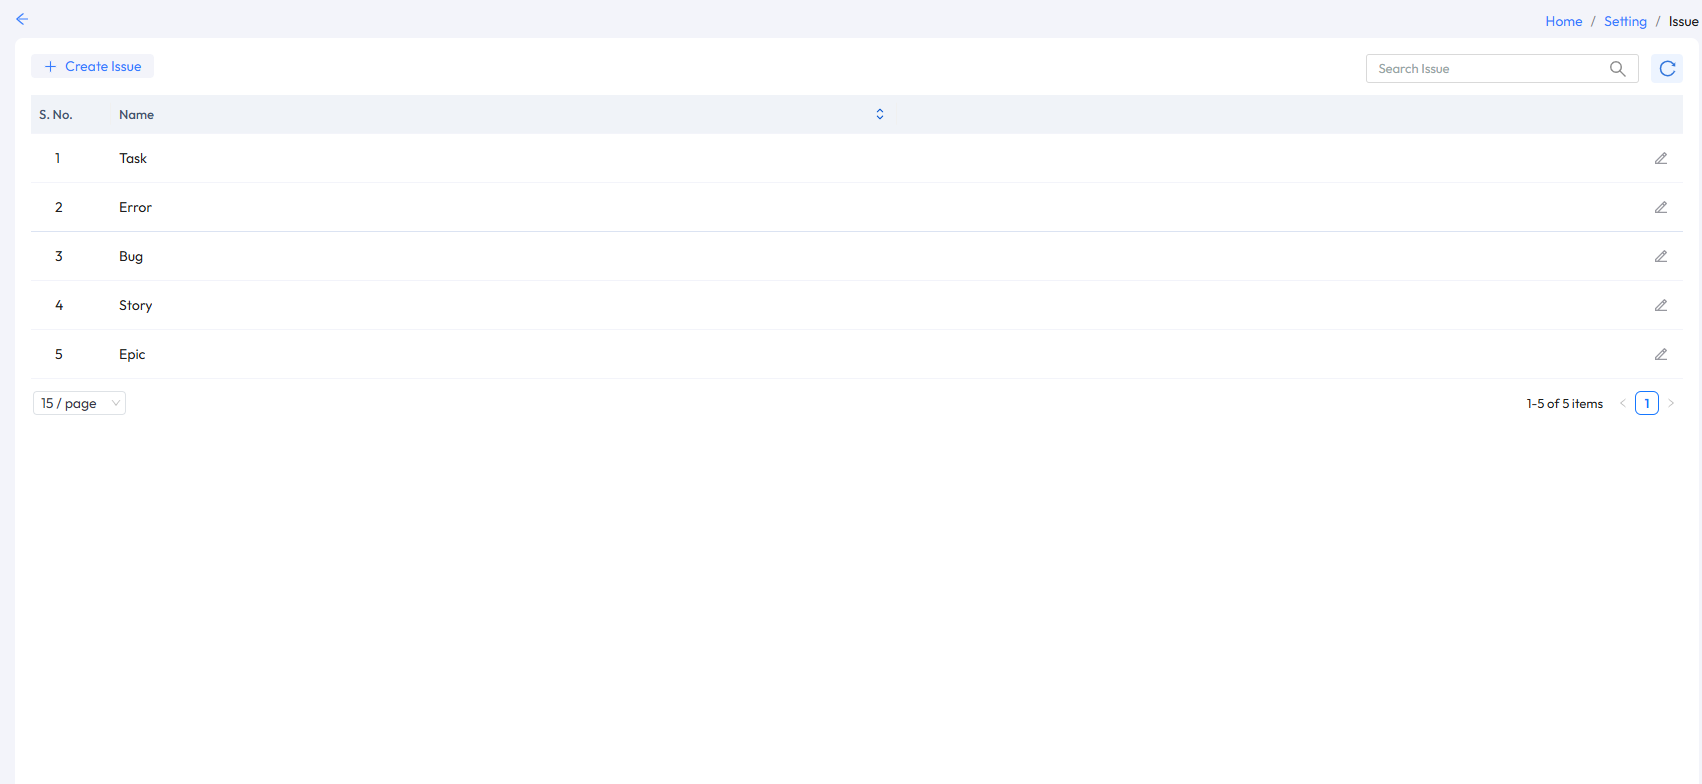 Home / Setting / Issue
Create Issue
Search Issue
S. No. Name
1 Task
2 Error
3 Bug
4 Story
5 Epic
15 / page
1-5 of 5 items
1